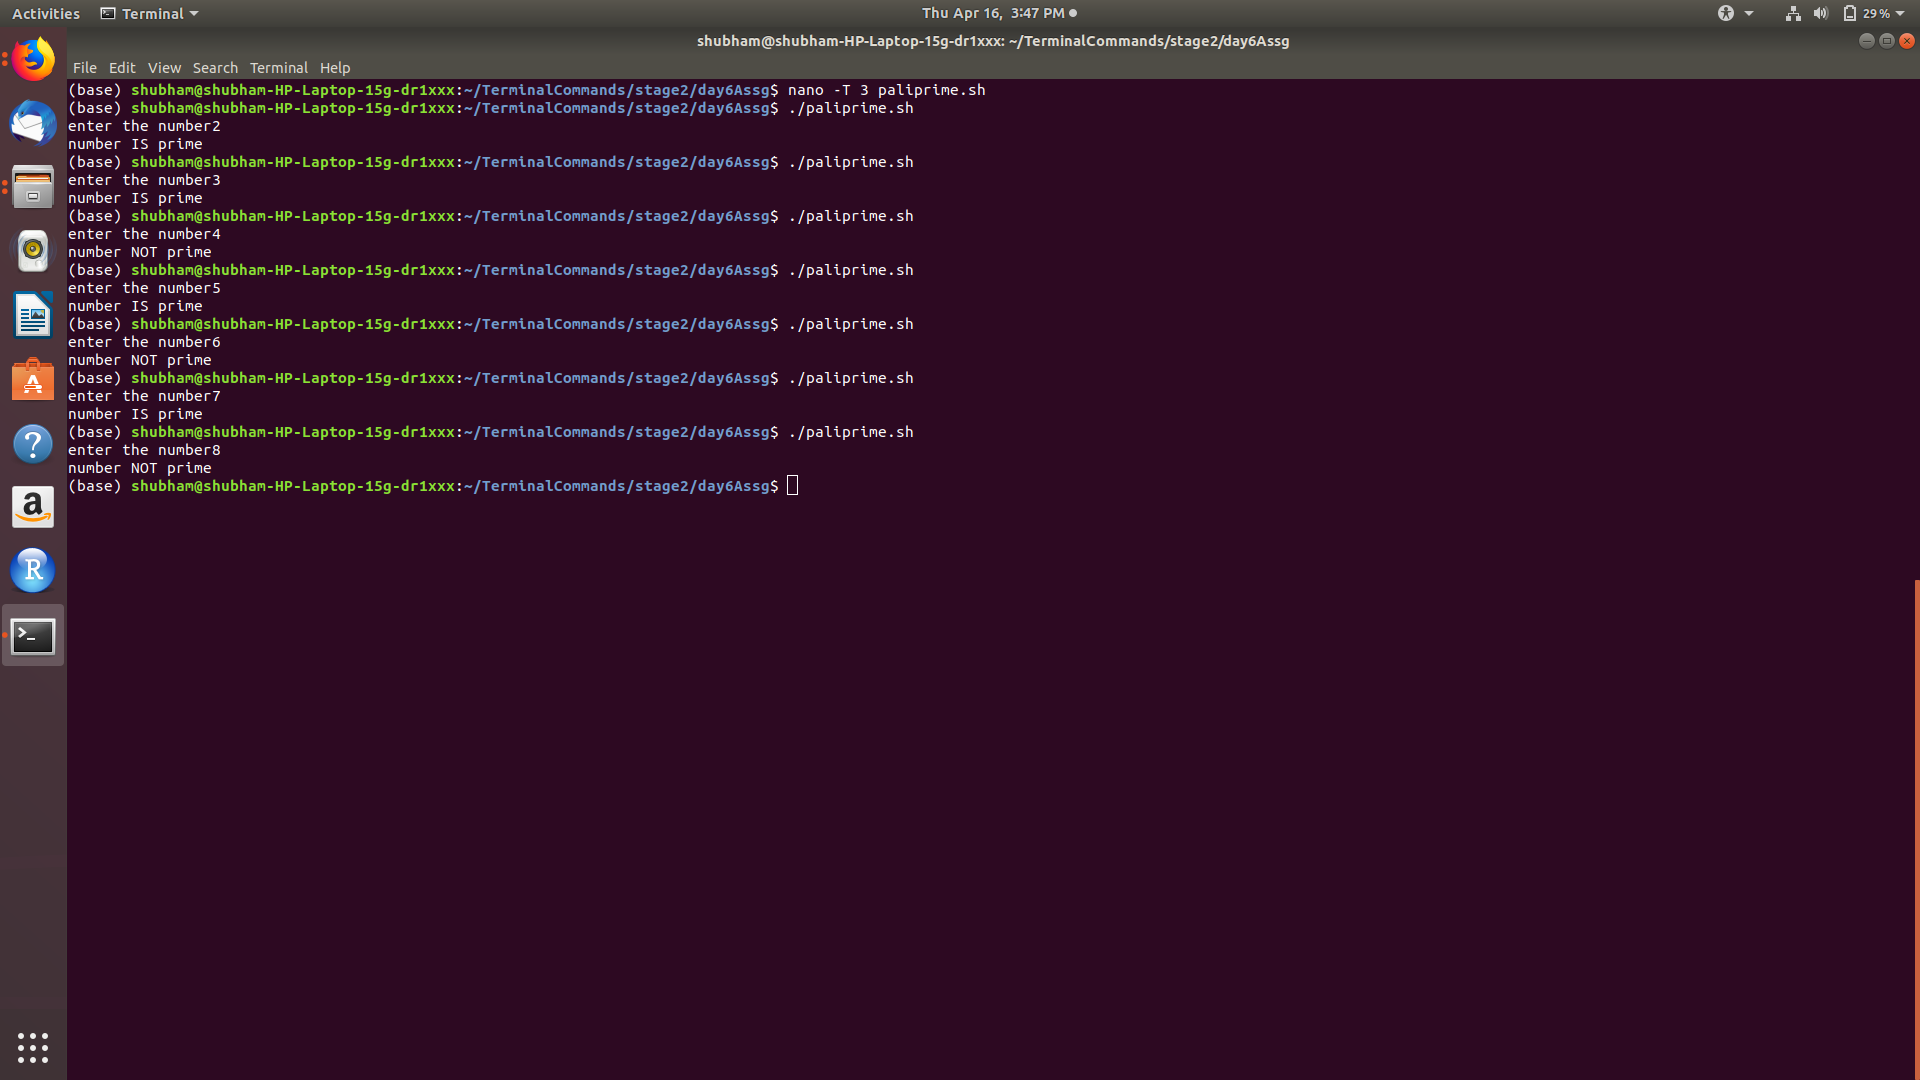 Activities Terminal Thu Apr 16, 3:47 PM 29 %
shubham@shubham-HP-Laptop-15g-dr1xxx: ~/TerminalCommands/stage2/day6Assg
File Edit View Search Terminal Help
(base) shubham@shubham-HP-Laptop-15g-dr1xxx:~/TerminalCommands/stage2/day6Assg$ nano -T 3 paliprime.sh
(base) shubham@shubham-HP-Laptop-15g-dr1xxx:~/TerminalCommands/stage2/day6Assg$ ./paliprime.sh
enter the number2
number IS prime
(base) shubham@shubham-HP-Laptop-15g-dr1xxx:~/TerminalCommands/stage2/day6Assg$ ./paliprime.sh
enter the number3
number IS prime
(base) shubham@shubham-HP-Laptop-15g-dr1xxx:~/TerminalCommands/stage2/day6Assg$ ./paliprime.sh
enter the number4
number NOT prime
(base) shubham@shubham-HP-Laptop-15g-dr1xxx:~/TerminalCommands/stage2/day6Assg$ ./paliprime.sh
enter the number5
number IS prime
(base) shubham@shubham-HP-Laptop-15g-dr1xxx:~/TerminalCommands/stage2/day6Assg$ ./paliprime.sh
enter the number6
number NOT prime
(base) shubham@shubham-HP-Laptop-15g-dr1xxx:~/TerminalCommands/stage2/day6Assg$ ./paliprime.sh
enter the number7
number IS prime
(base) shubham@shubham-HP-Laptop-15g-dr1xxx:~/TerminalCommands/stage2/day6Assg$ ./paliprime.sh
enter the number8
number NOT prime
(base) shubham@shubham-HP-Laptop-15g-dr1xxx:~/TerminalCommands/stage2/day6Assg$